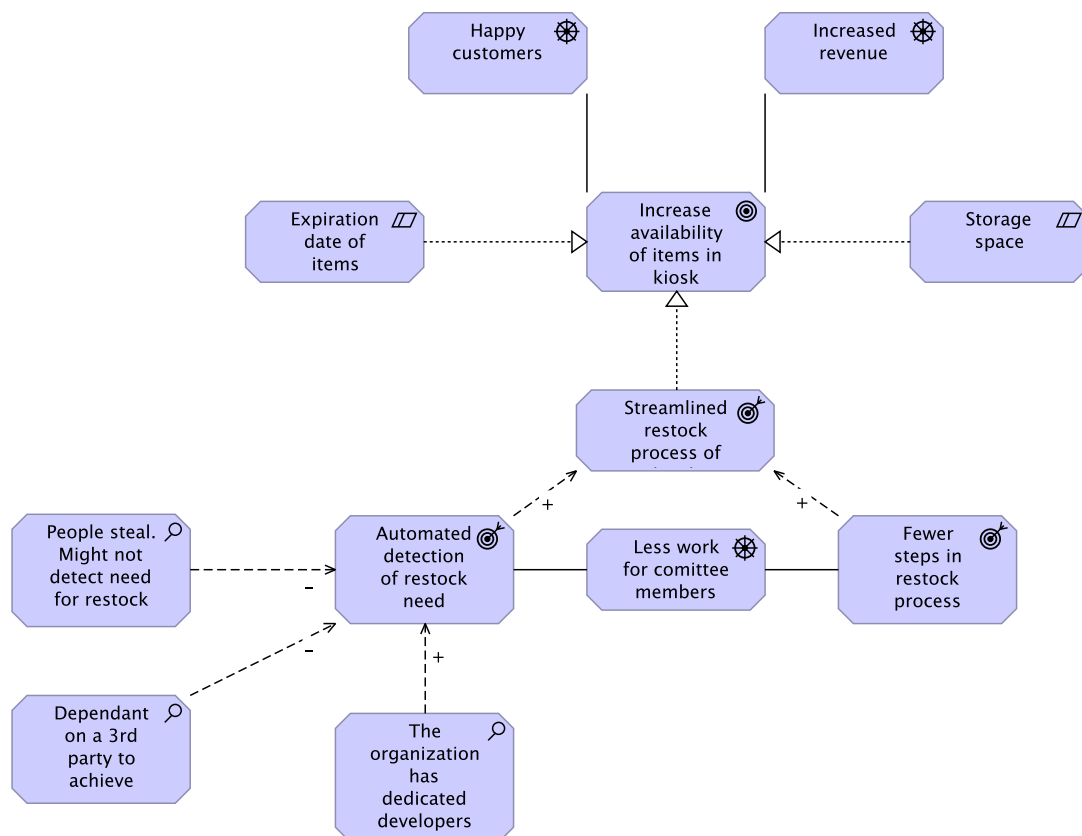 Happy
customers
Increased
revenue
Expiration
date of
items
Increase
availability
of items in
kiosk
Storage
space
Streamlined
restock
process of
+
+
People steal.
Might not
detect need
for restock
-
Automated
detection
of restock
need
Less work
for comittee
members
Fewer
steps in
restock
process
-
+
Dependant
on a 3rd
party to
achieve
The
organization
has
dedicated
developers